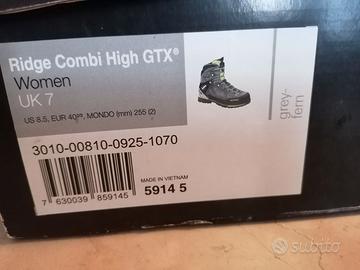 Ridge Combi High GTX®
Women
UK 7
US 8.5, EUR 40²⁄³, MONDO (mm) 255 (2)
grey-
fern
3010-00810-0925-1070
MADE IN VIETNAM
7 630039 859145
5914 5
subito